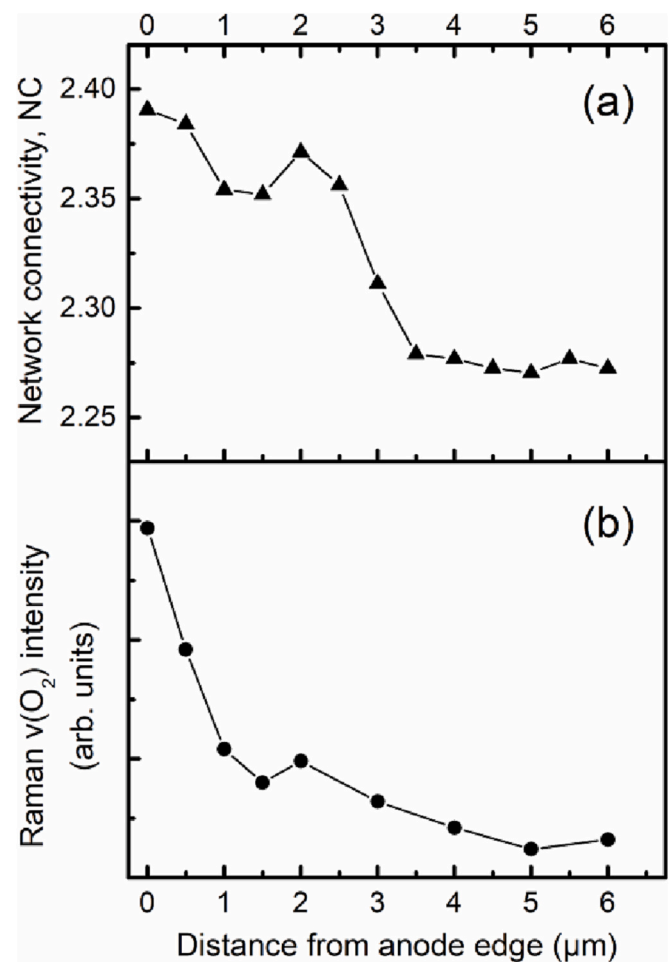 0 1 2 3 4 5 6
(a)
Network connectivity, NC
2.40
2.35
2.30
2.25
(b)
Raman ν(O₂) intensity
(arb. units)
0 1 2 3 4 5 6
Distance from anode edge (μm)